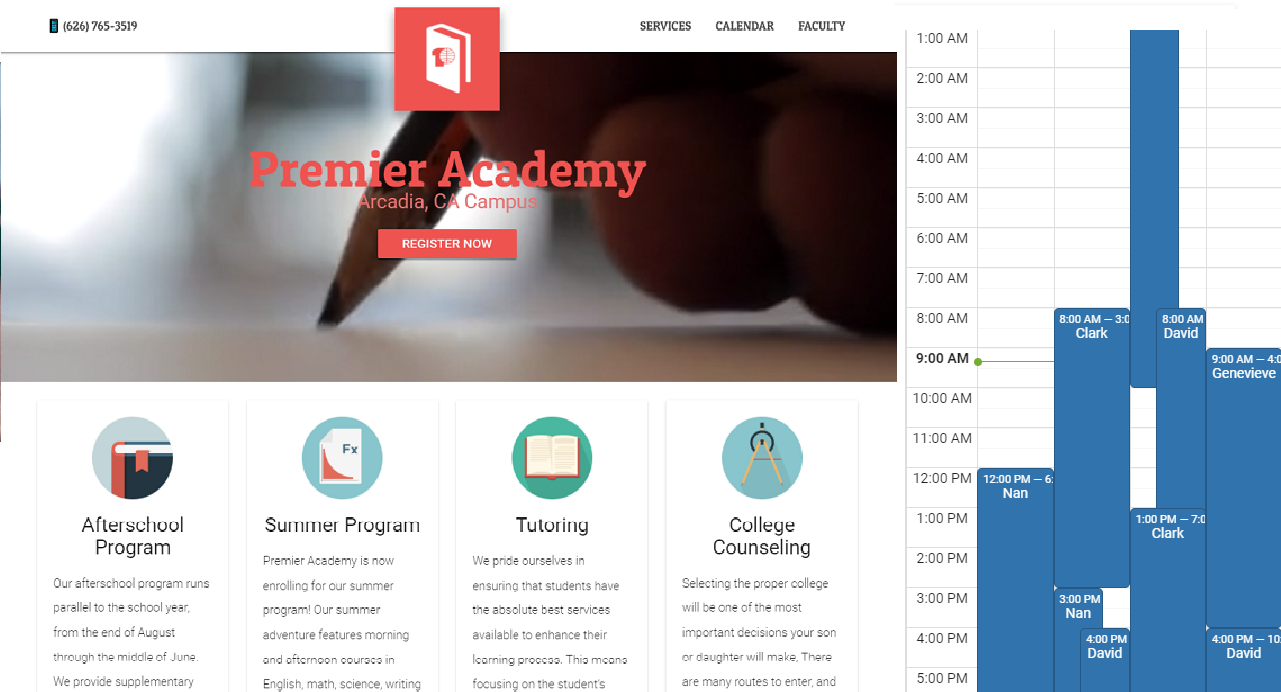 (626) 765-3519
SERVICES
CALENDAR
FACULTY
Premier Academy
Arcadia, CA Campus
REGISTER NOW
Afterschool
Program
Our afterschool program runs
parallel to the school year,
from the end of August
through the middle of June.
We provide supplementary
Fx
Summer Program
Premier Academy is now
enrolling for our summer
program! Our summer
adventure features morning
and afternoon courses in
English, math, science, writing
Tutoring
We pride ourselves in
ensuring that students have
the absolute best services
available to enhance their
learning process. This means
focusing on the student's
College
Counseling
Selecting the proper college
will be one of the most
important decisions your son
or daughter will make. There
are many routes to enter, and
1:00 AM
2:00 AM
3:00 AM
4:00 AM
5:00 AM
6:00 AM
7:00 AM
8:00 AM
9:00 AM
10:00 AM
11:00 AM
12:00 PM
1:00 PM
2:00 PM
3:00 PM
4:00 PM
5:00 PM
12:00 PM — 6:
Nan
8:00 AM — 3:0
Clark
3:00 PM
Nan
4:00 PM
David
8:00 AM
David
1:00 PM — 7:0
Clark
9:00 AM — 4:0
Genevieve
4:00 PM — 10:
David